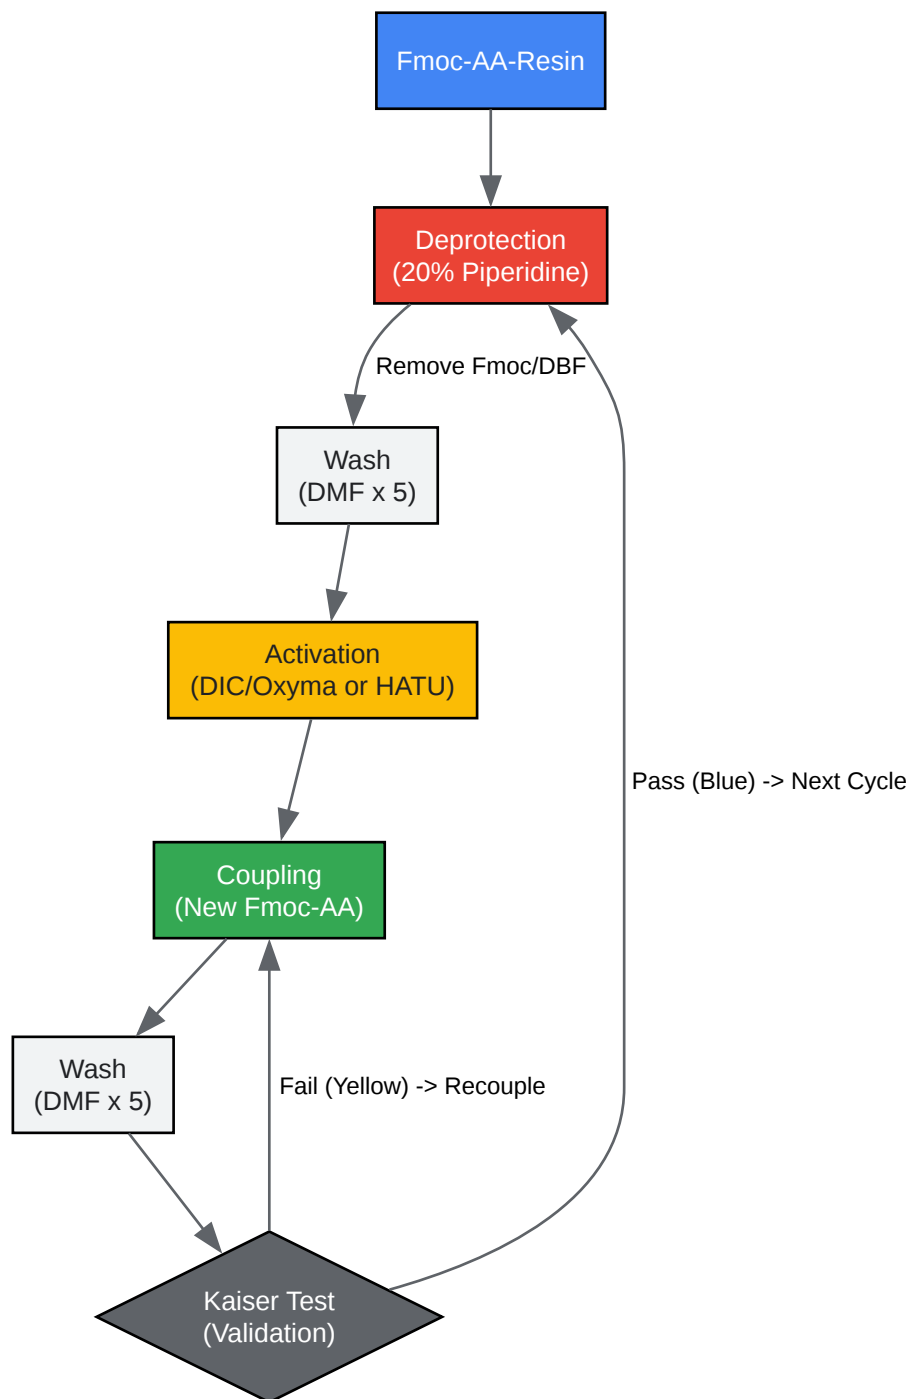 Fmoc-AA-Resin
Deprotection
(20% Piperidine)
Remove Fmoc/DBF
Wash
(DMF x 5)
Activation
(DIC/Oxyma or HATU)
Pass (Blue) -> Next Cycle
Coupling
(New Fmoc-AA)
Wash
(DMF x 5)
Fail (Yellow) -> Recouple
Kaiser Test
(Validation)